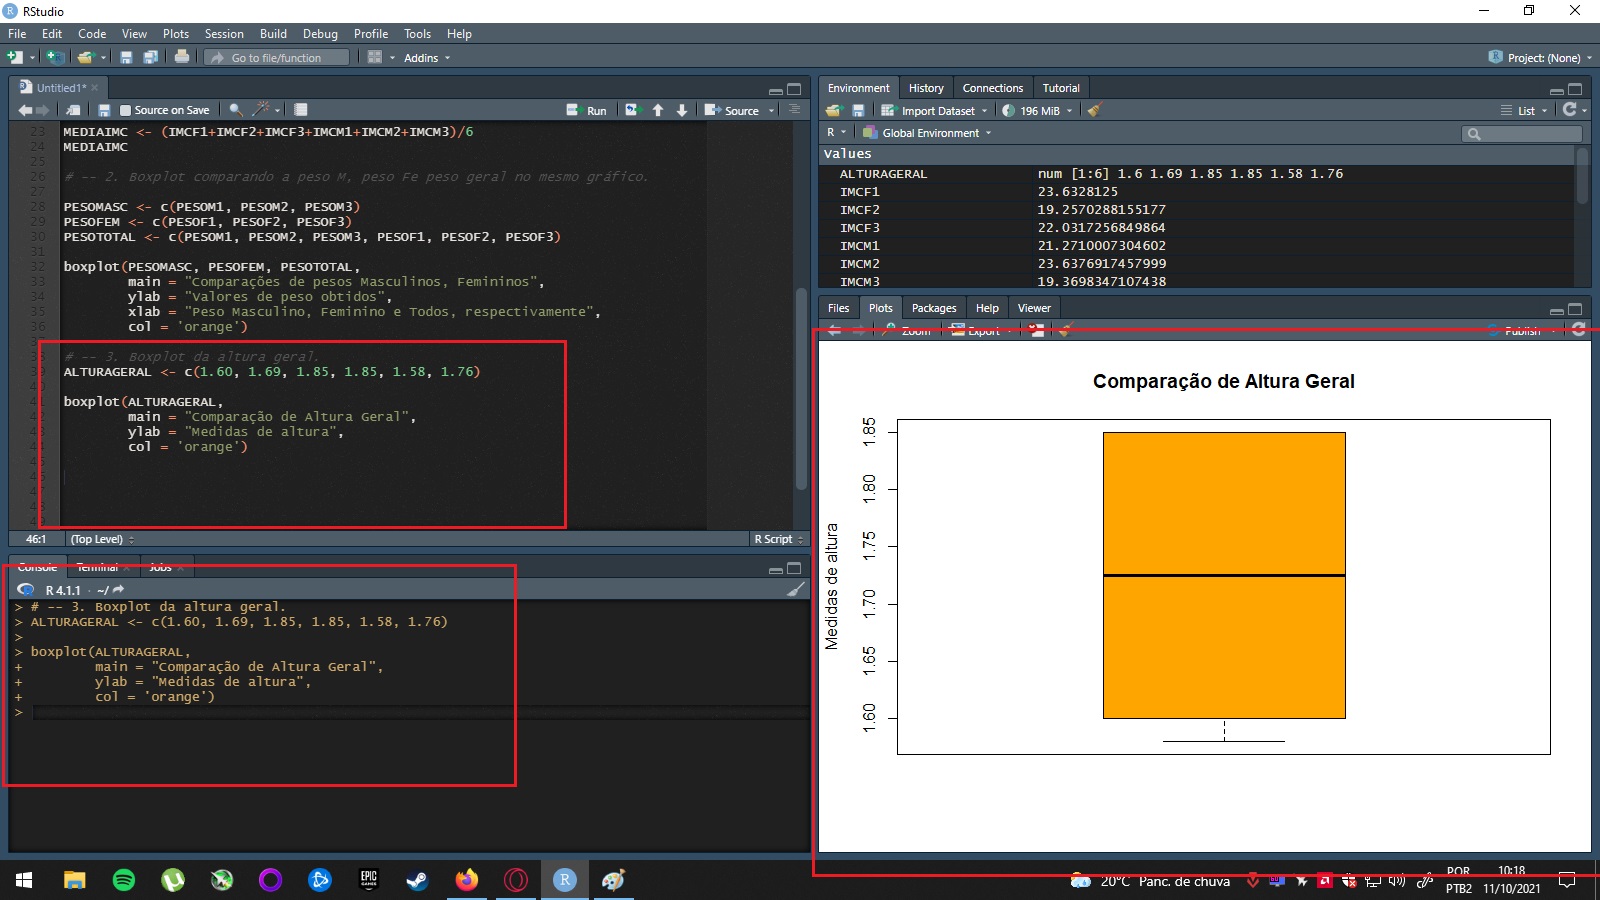 RStudio
File Edit Code View Plots Session Build Debug Profile Tools Help
Go to file/function Addins Project: (None)
Untitled1*
Source on Save Run Source
23 MEDIAIMC <- (IMCF1+IMCF2+IMCF3+IMCM1+IMCM2+IMCM3)/6
24 MEDIAIMC
25
26 # -- 2. Boxplot comparando a peso M, peso Fe peso geral no mesmo gráfico.
27
28 PESOMASC <- c(PESOM1, PESOM2, PESOM3)
29 PESOFEM <- c(PESOF1, PESOF2, PESOF3)
30 PESOTOTAL <- c(PESOM1, PESOM2, PESOM3, PESOF1, PESOF2, PESOF3)
31
32 boxplot(PESOMASC, PESOFEM, PESOTOTAL,
33 main = "Comparações de pesos Masculinos, Femininos",
34 ylab = "Valores de peso obtidos",
35 xlab = "Peso Masculino, Feminino e Todos, respectivamente",
36 col = 'orange')
# -- 3. Boxplot da altura geral.
ALTURAGERAL <- c(1.60, 1.69, 1.85, 1.85, 1.58, 1.76)
boxplot(ALTURAGERAL,
main = "Comparação de Altura Geral",
ylab = "Medidas de altura",
col = 'orange')
46:1 (Top Level) R Script
Console Terminal Jobs
R 4.1.1 · ~/
> # -- 3. Boxplot da altura geral.
> ALTURAGERAL <- c(1.60, 1.69, 1.85, 1.85, 1.58, 1.76)
>
> boxplot(ALTURAGERAL,
+ main = "Comparação de Altura Geral",
+ ylab = "Medidas de altura",
+ col = 'orange')
>
Environment History Connections Tutorial
Import Dataset 196 MiB List
R Global Environment
Values
ALTURAGERAL num [1:6] 1.6 1.69 1.85 1.85 1.58 1.76
IMCF1 23.6328125
IMCF2 19.2570288155177
IMCF3 22.0317256849864
IMCM1 21.2710007304602
IMCM2 23.6376917457999
IMCM3 19.3698347107438
Files Plots Packages Help Viewer
Zoom Export Publish
Comparação de Altura Geral
Medidas de altura
1.85
1.80
1.75
1.70
1.65
1.60
EPIC GAMES
20°C Panc. de chuva
POR
PTB2
10:18
11/10/2021